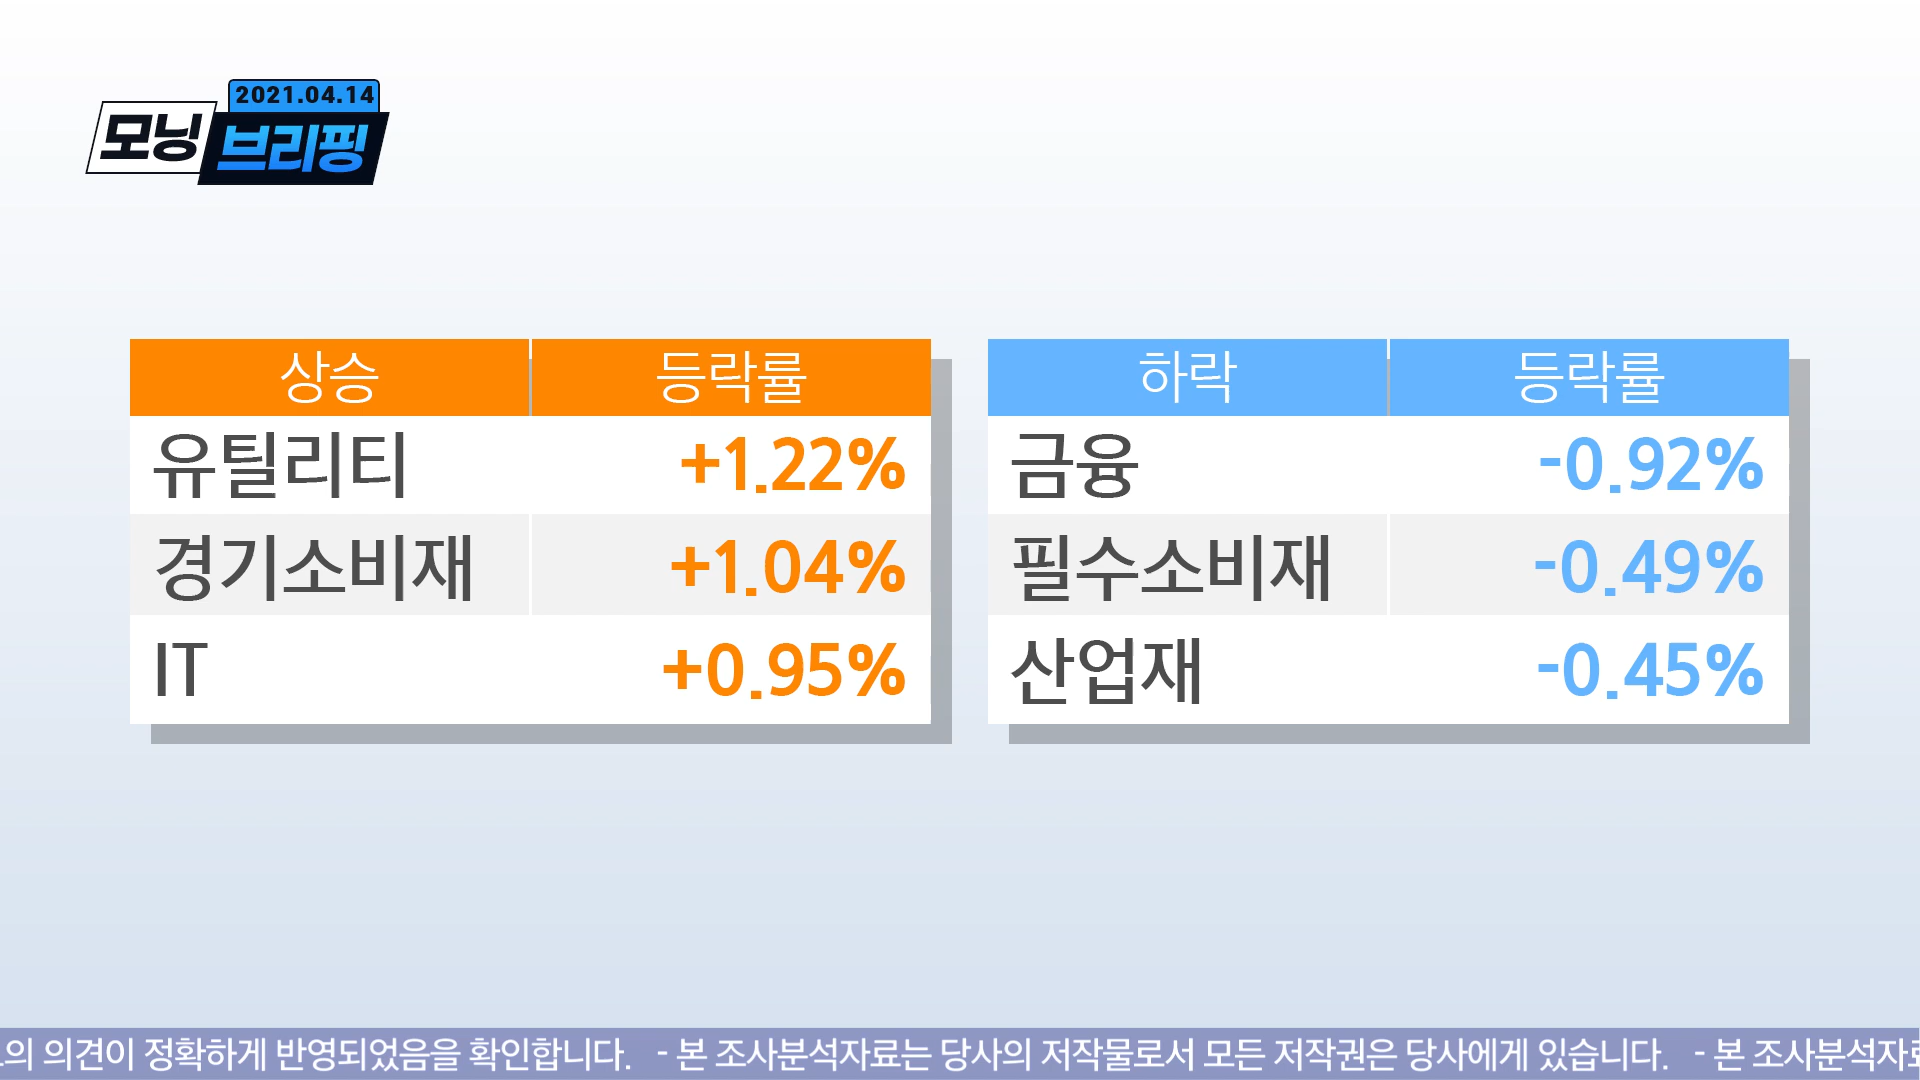 2021.04.14
모닝 브리핑
상승 등락률
유틸리티 +1.22%
경기소비재 +1.04%
IT +0.95%
하락 등락률
금융 -0.92%
필수소비재 -0.49%
산업재 -0.45%
의 의견이 정확하게 반영되었음을 확인합니다. - 본 조사분석자료는 당사의 저작물로서 모든 저작권은 당사에게 있습니다. - 본 조사분석자료